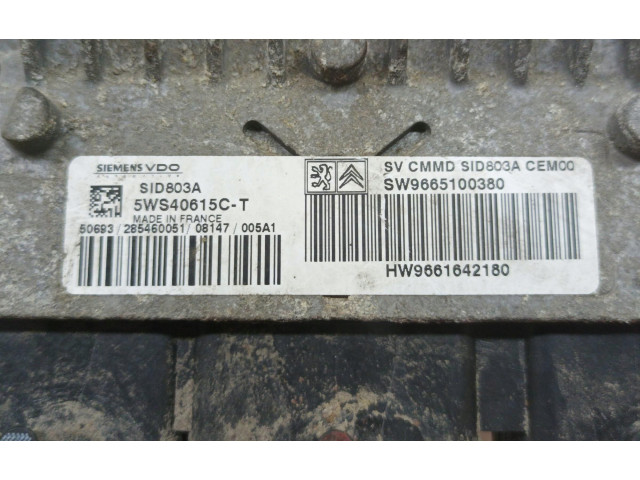 SIEMENS VDO
SID803A
5WS40615C-T
MADE IN FRANCE
50693/285460051/08147/005A1
SV CMMD SID803A CEM00
SW9665100380
HW9661642180